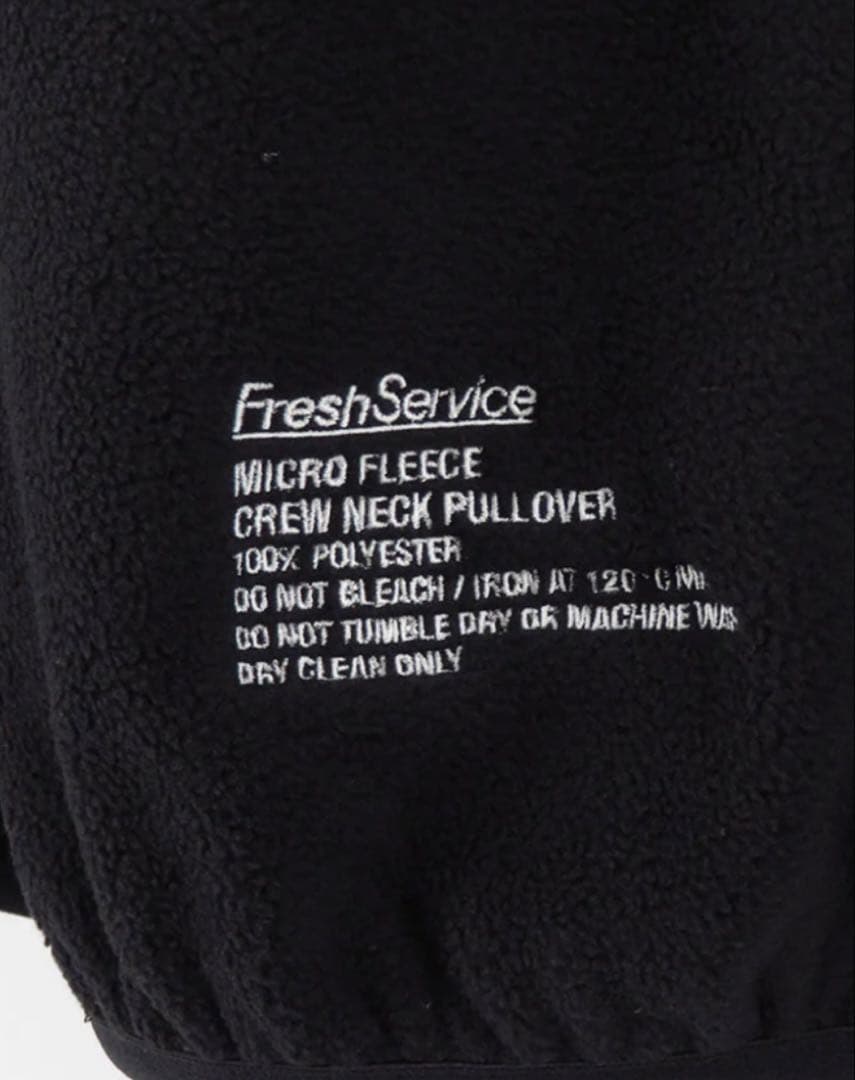 FreshService
MICRO FLEECE
CREW NECK PULLOVER
100% POLYESTER
DO NOT BLEACH / IRON AT 120°C
DO NOT TUMBLE DRY OR MACHINE
DRY CLEAN ONLY